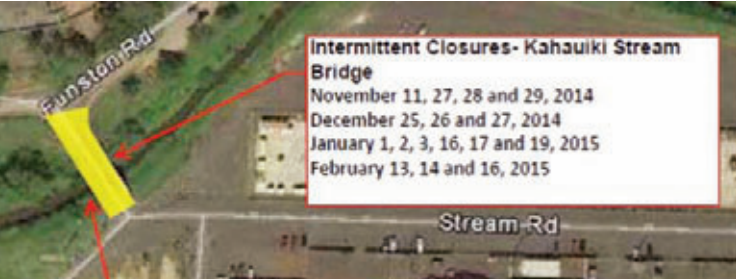 Funston Rd
Intermittent Closures- Kahauiki Stream
Bridge
November 11, 27, 28 and 29, 2014
December 25, 26 and 27, 2014
January 1, 2, 3, 16, 17 and 19, 2015
February 13, 14 and 16, 2015
Stream Rd